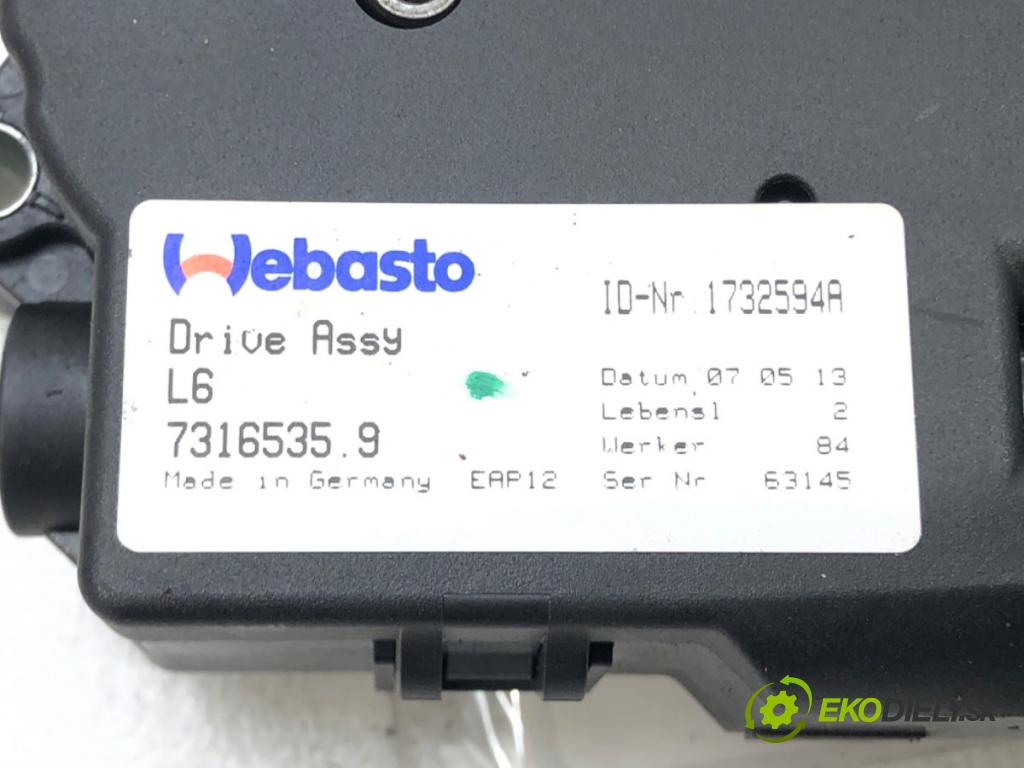 Webasto
Drive Assy
L6
7316535.9
Made in Germany EAP12
ID-Nr.1732594A
Datum 07 05 13
Lebensl 2
Werker 84
Ser Nr 63145
EKODIELY.SK